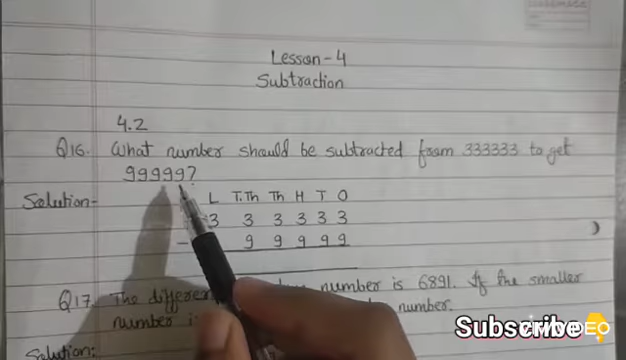 Lesson-4
Subtraction
4.2
Q16. What number should be subtracted from 333333 to get
99999?
Solution- L T.Th Th H T O
3 3 3 3 3 3
- 9 9 9 9 9
Q17. The number is 6891. If the smaller
number is number.
Solution:
Subscribe